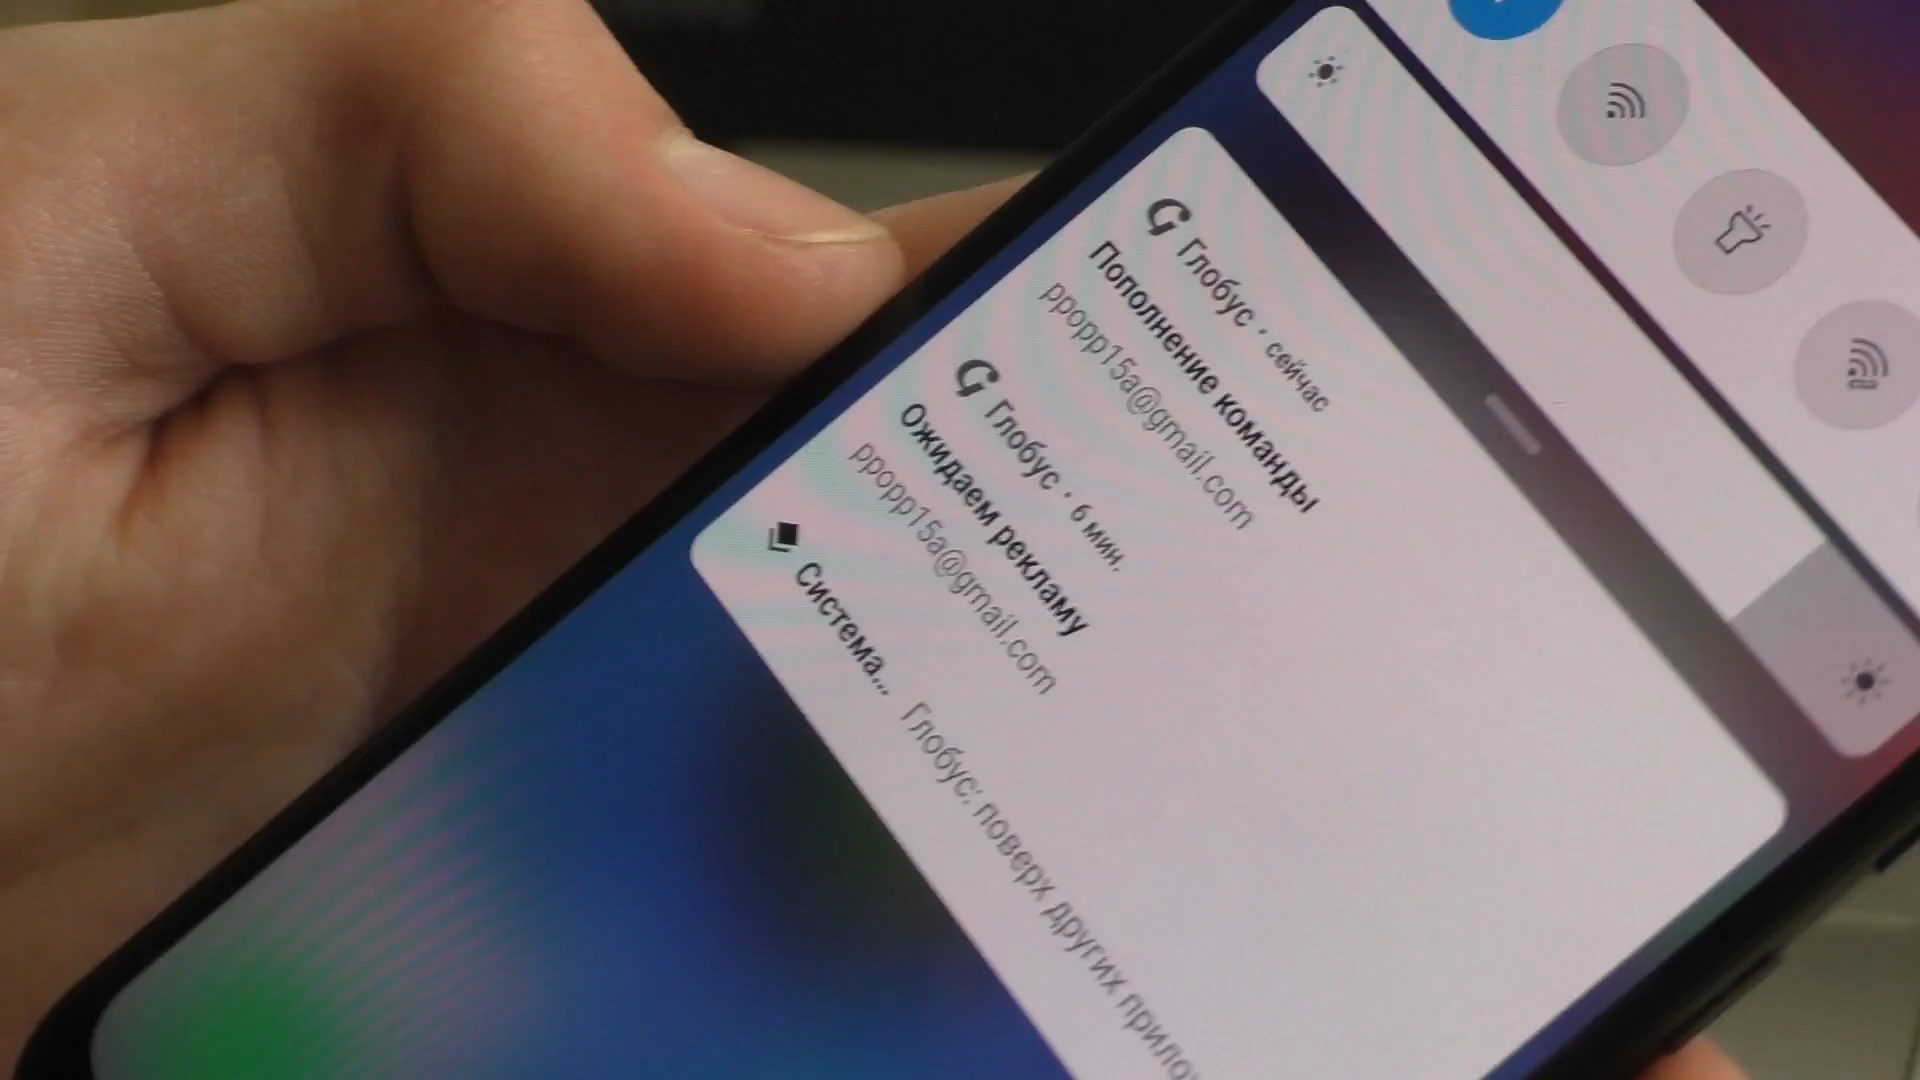 Глобус · сейчас
Пополнение команды
ppopp15a@gmail.com
Глобус · 6 мин.
Ожидаем рекламу
ppopp15a@gmail.com
Система... Глобус: поверх других